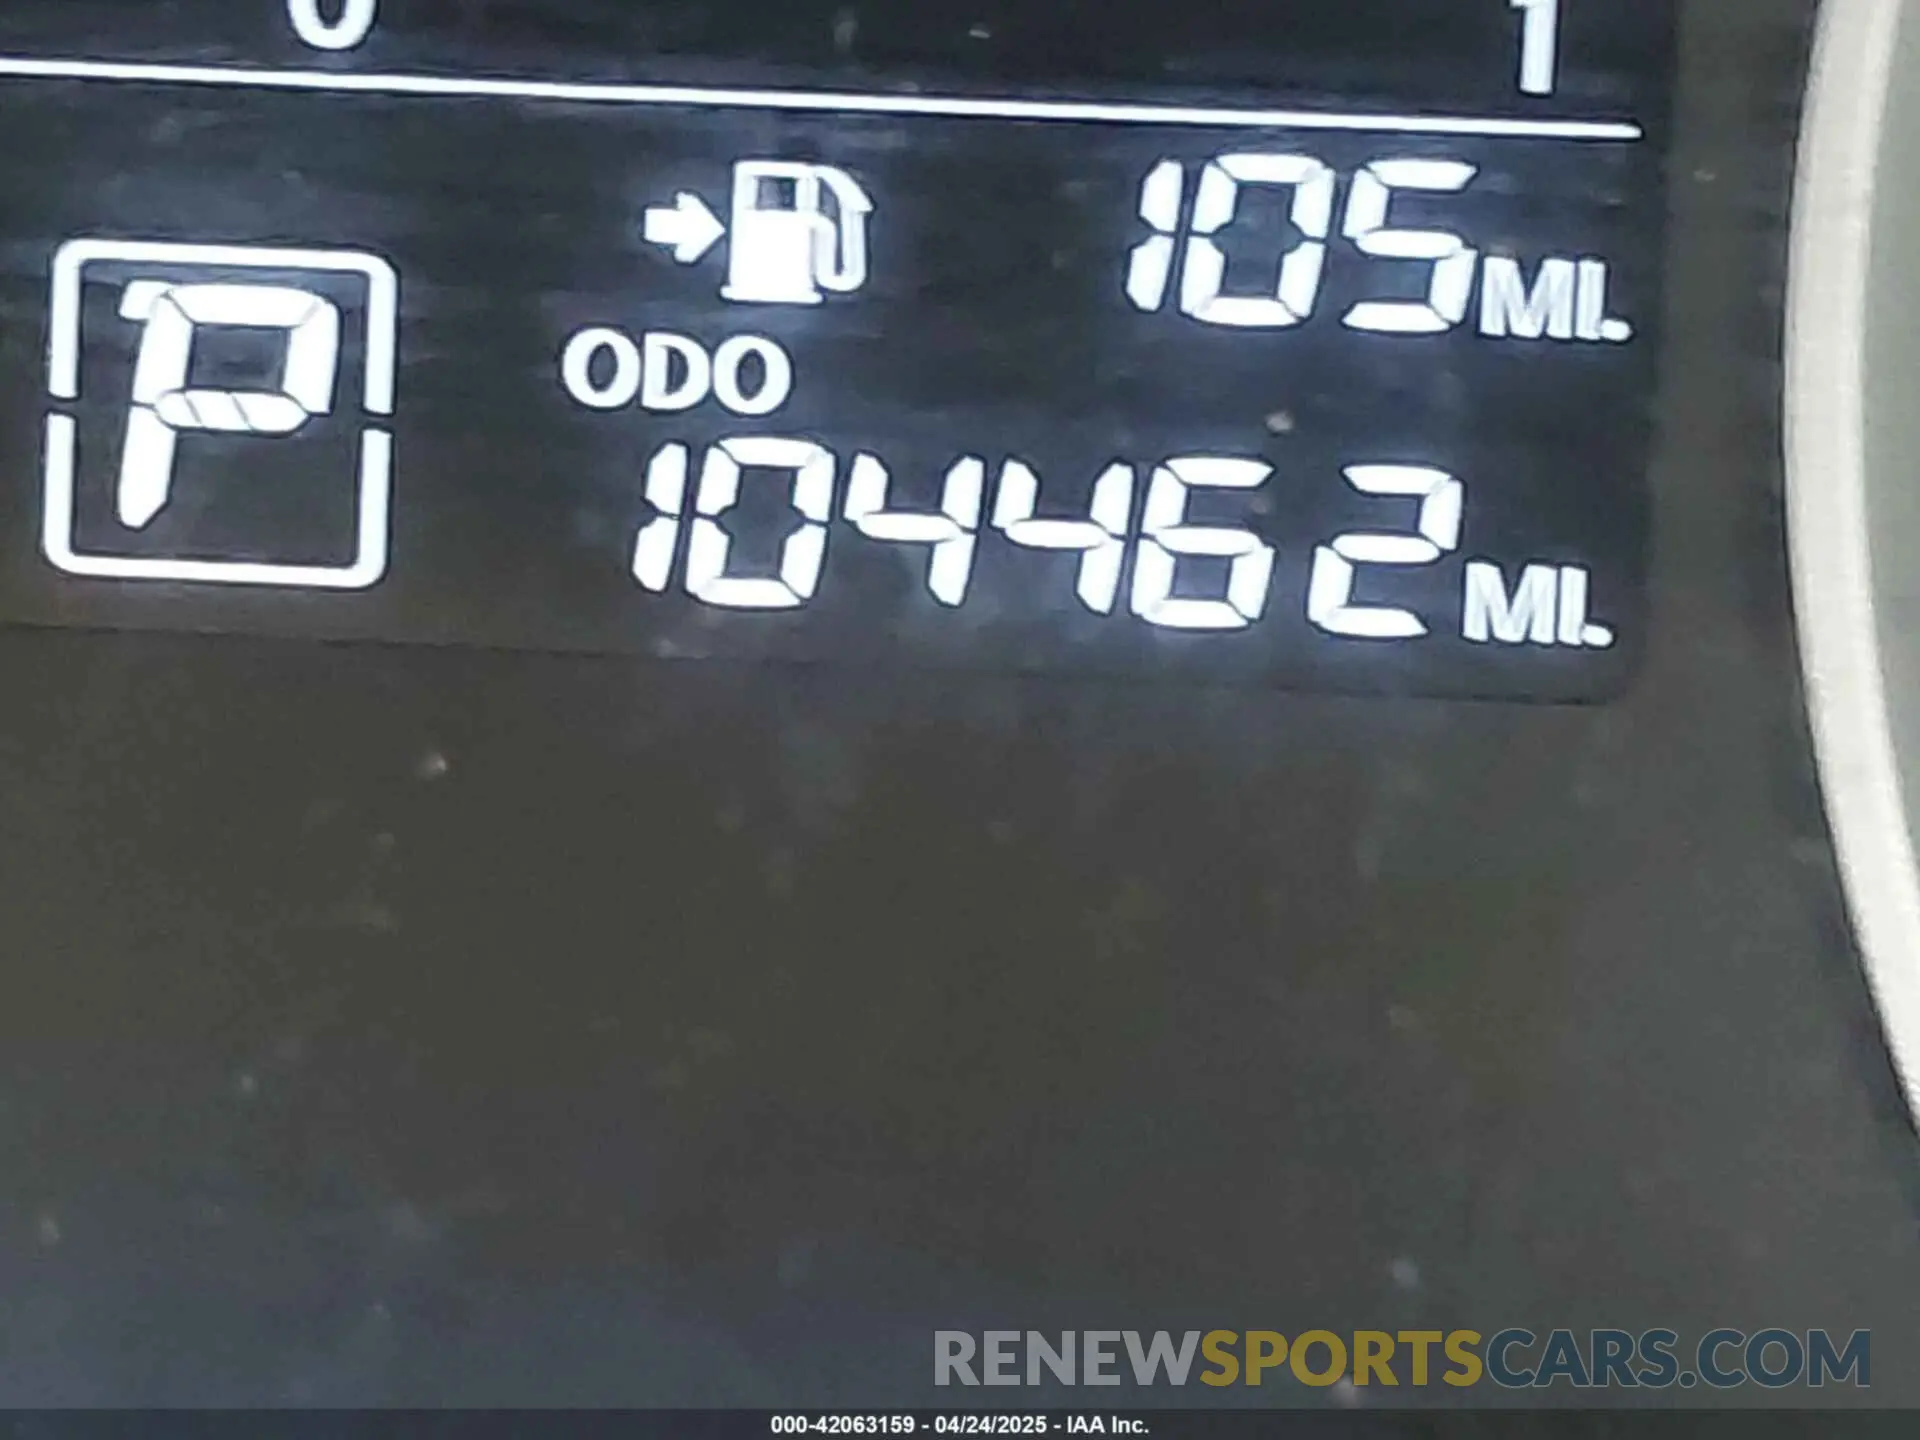 0 1
105 MI.
P
ODO
104462 MI.
RENEWSPORTSCARS.COM
000-42063159 - 04/24/2025 - IAA Inc.